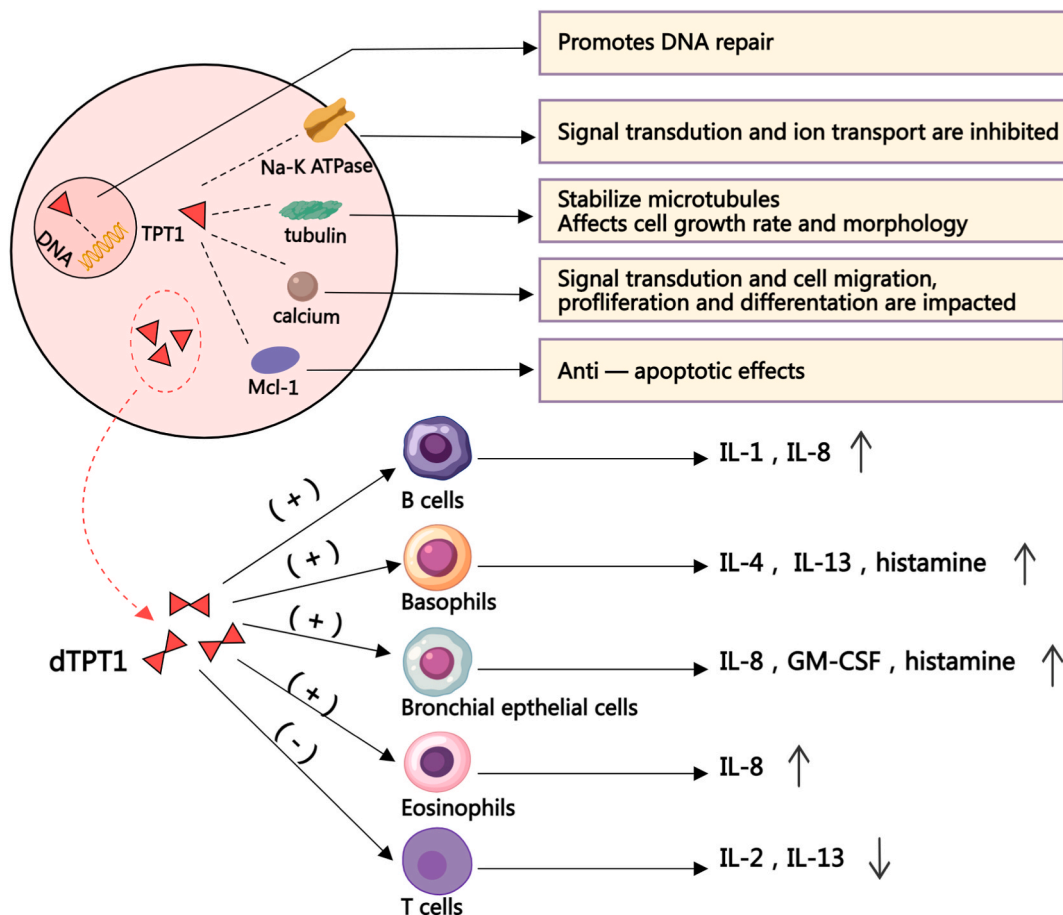 Promotes DNA repair
Signal transdution and ion transport are inhibited
Na-K ATPase
Stabilize microtubules
Affects cell growth rate and morphology
TPT1
tubulin
DNA
Signal transdution and cell migration,
profliferation and differentation are impacted
calcium
Anti — apoptotic effects
Mcl-1
IL-1 , IL-8 ↑
(+)
B cells
(+)
IL-4 , IL-13 , histamine ↑
Basophils
(+)
dTPT1
IL-8 , GM-CSF , histamine ↑
Bronchial epthelial cells
(+)
(-)
IL-8 ↑
Eosinophils
IL-2 , IL-13 ↓
T cells